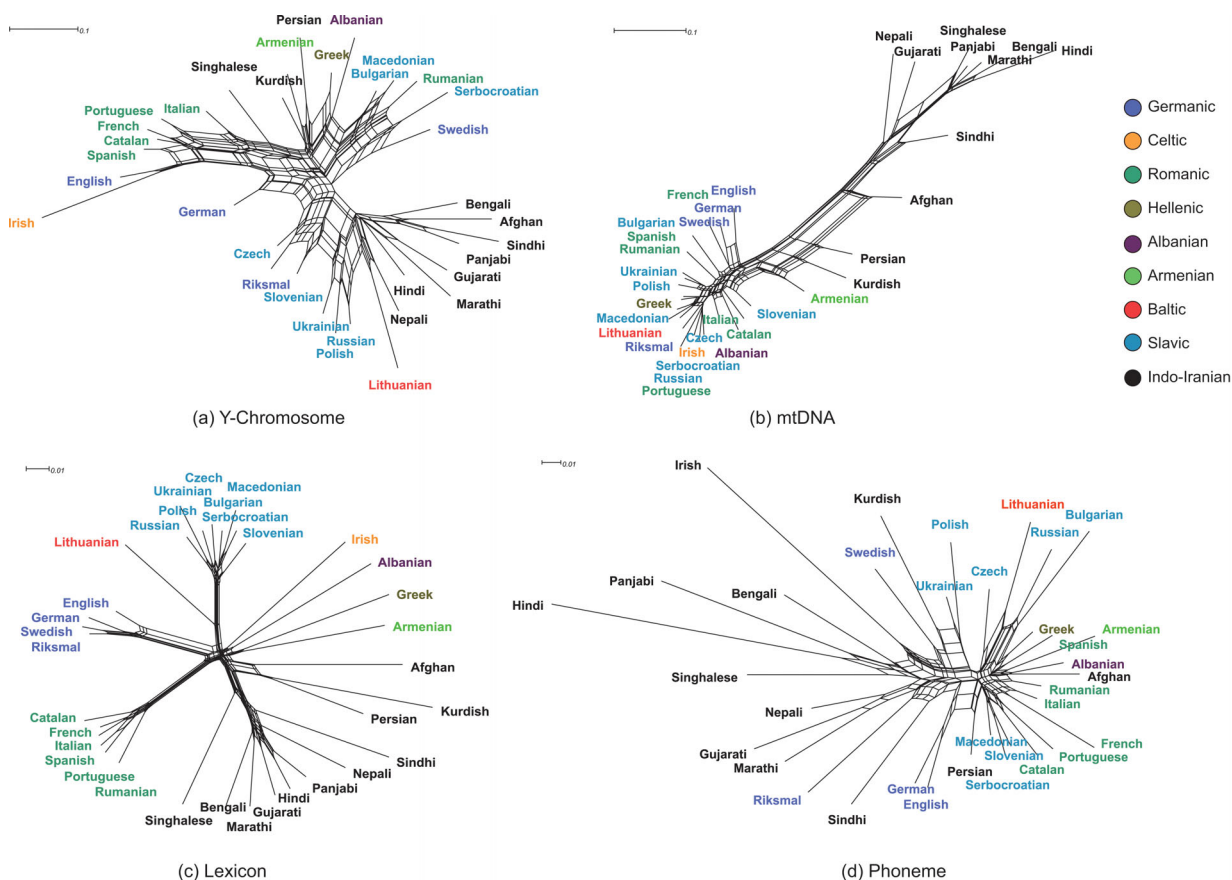 0.1
Persian
Albanian
Armenian
Greek
Singhalese
Kurdish
Macedonian
Bulgarian
Rumanian
Serbocroatian
Portuguese
Italian
French
Catalan
Spanish
Swedish
English
German
Irish
Bengali
Afghan
Sindhi
Panjabi
Gujarati
Marathi
Czech
Riksmal
Slovenian
Hindi
Nepali
Ukrainian
Russian
Polish
Lithuanian
(a) Y-Chromosome
0.1
Nepali
Gujarati
Singhalese
Panjabi
Bengali
Marathi
Hindi
Sindhi
Afghan
French
English
German
Bulgarian
Swedish
Spanish
Rumanian
Persian
Kurdish
Ukrainian
Polish
Armenian
Greek
Slovenian
Macedonian
Italian
Lithuanian
Czech
Catalan
Riksmal
Irish
Albanian
Serbocroatian
Russian
Portuguese
(b) mtDNA
Germanic
Celtic
Romanic
Hellenic
Albanian
Armenian
Baltic
Slavic
Indo-Iranian
0.01
Czech
Ukrainian
Macedonian
Polish
Bulgarian
Russian
Serbocroatian
Slovenian
Lithuanian
Irish
Albanian
Greek
Armenian
English
German
Swedish
Riksmal
Afghan
Kurdish
Persian
Catalan
French
Italian
Spanish
Portuguese
Rumanian
Sindhi
Nepali
Panjabi
Hindi
Gujarati
Bengali
Marathi
Singhalese
(c) Lexicon
0.01
Irish
Kurdish
Lithuanian
Bulgarian
Polish
Russian
Swedish
Czech
Ukrainian
Panjabi
Bengali
Hindi
Greek
Armenian
Spanish
Albanian
Afghan
Singhalese
Rumanian
Italian
Nepali
Gujarati
Marathi
Macedonian
French
Slovenian
Portuguese
Catalan
Persian
Serbocroatian
Riksmal
German
English
Sindhi
(d) Phoneme